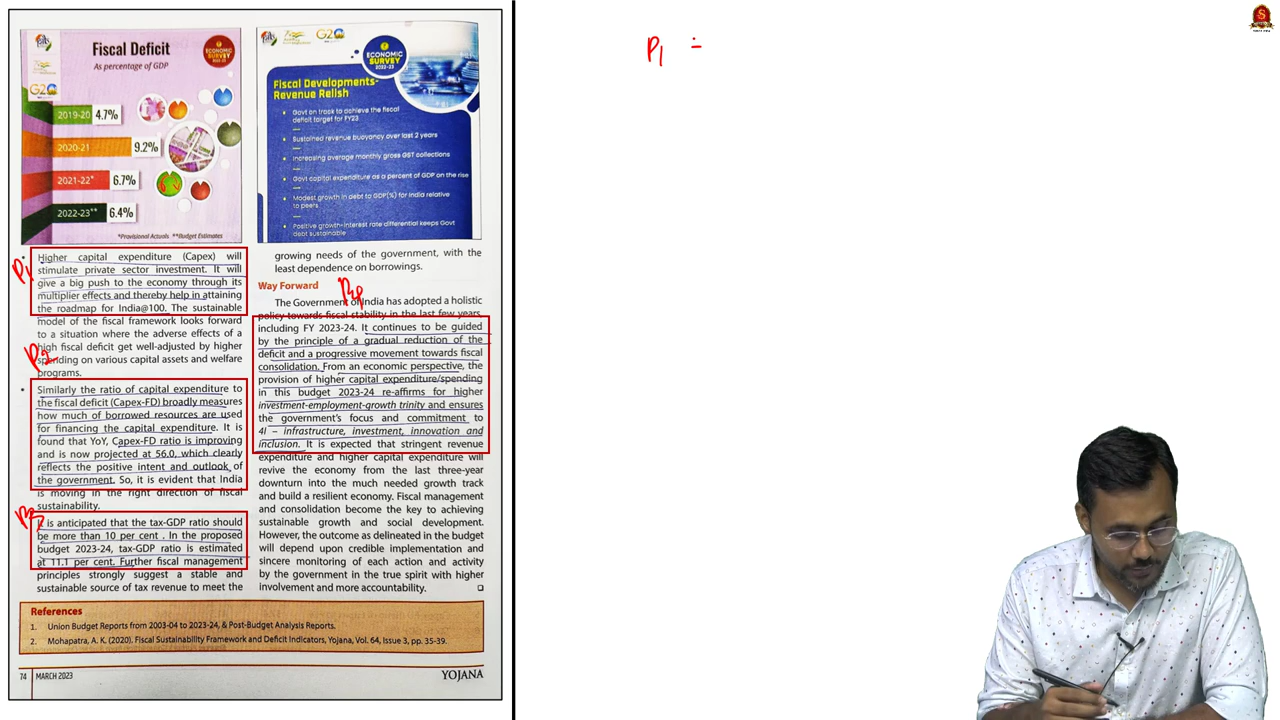 Fiscal Deficit
As percentage of GDP
ECONOMIC
SURVEY
2022-23
G20
2019-20 4.7%
2020-21 9.2%
2021-22* 6.7%
2022-23** 6.4%
*Provisional Actuals **Budget Estimates
G20
ECONOMIC
SURVEY
2022-23
Fiscal Developments-
Revenue Relish
Govt on track to achieve the fiscal
deficit target for FY23
Sustained revenue buoyancy over last 2 years
Increasing average monthly gross GST collections
Govt capital expenditure as a percent of GDP on the rise
Modest growth in debt to GDP(%) for India relative
to peers
Positive growth-interest rate differential keeps Govt
debt sustainable
P1
• Higher capital expenditure (Capex) will
stimulate private sector investment. It will
give a big push to the economy through its
multiplier effects and thereby help in attaining
the roadmap for India@100. The sustainable
model of the fiscal framework looks forward
to a situation where the adverse effects of a
high fiscal deficit get well-adjusted by higher
spending on various capital assets and welfare
programs.
P2
• Similarly the ratio of capital expenditure to
the fiscal deficit (Capex-FD) broadly measures
how much of borrowed resources are used
for financing the capital expenditure. It is
found that YoY, Capex-FD ratio is improving
and is now projected at 56.0, which clearly
reflects the positive intent and outlook of
the government. So, it is evident that India
is moving in the right direction of fiscal
sustainability.
P3
It is anticipated that the tax-GDP ratio should
be more than 10 per cent . In the proposed
budget 2023-24, tax-GDP ratio is estimated
at 11.1 per cent. Further fiscal management
principles strongly suggest a stable and
sustainable source of tax revenue to meet the
growing needs of the government, with the
least dependence on borrowings.
Way Forward
P4
The Government of India has adopted a holistic
policy towards fiscal stability in the last few years,
including FY 2023-24. It continues to be guided
by the principle of a gradual reduction of the
deficit and a progressive movement towards fiscal
consolidation. From an economic perspective, the
provision of higher capital expenditure/spending
in this budget 2023-24 re-affirms for higher
investment-employment-growth trinity and ensures
the government's focus and commitment to
4I – infrastructure, investment, innovation and
inclusion. It is expected that stringent revenue
expenditure and higher capital expenditure will
revive the economy from the last three-year
downturn into the much needed growth track
and build a resilient economy. Fiscal management
and consolidation become the key to achieving
sustainable growth and social development.
However, the outcome as delineated in the budget
will depend upon credible implementation and
sincere monitoring of each action and activity
by the government in the true spirit with higher
involvement and more accountability.
References
1. Union Budget Reports from 2003-04 to 2023-24, & Post-Budget Analysis Reports.
2. Mohapatra, A. K. (2020). Fiscal Sustainability Framework and Deficit Indicators, Yojana, Vol. 64, Issue 3, pp. 35-39.
74 MARCH 2023 YOJANA
P1 =